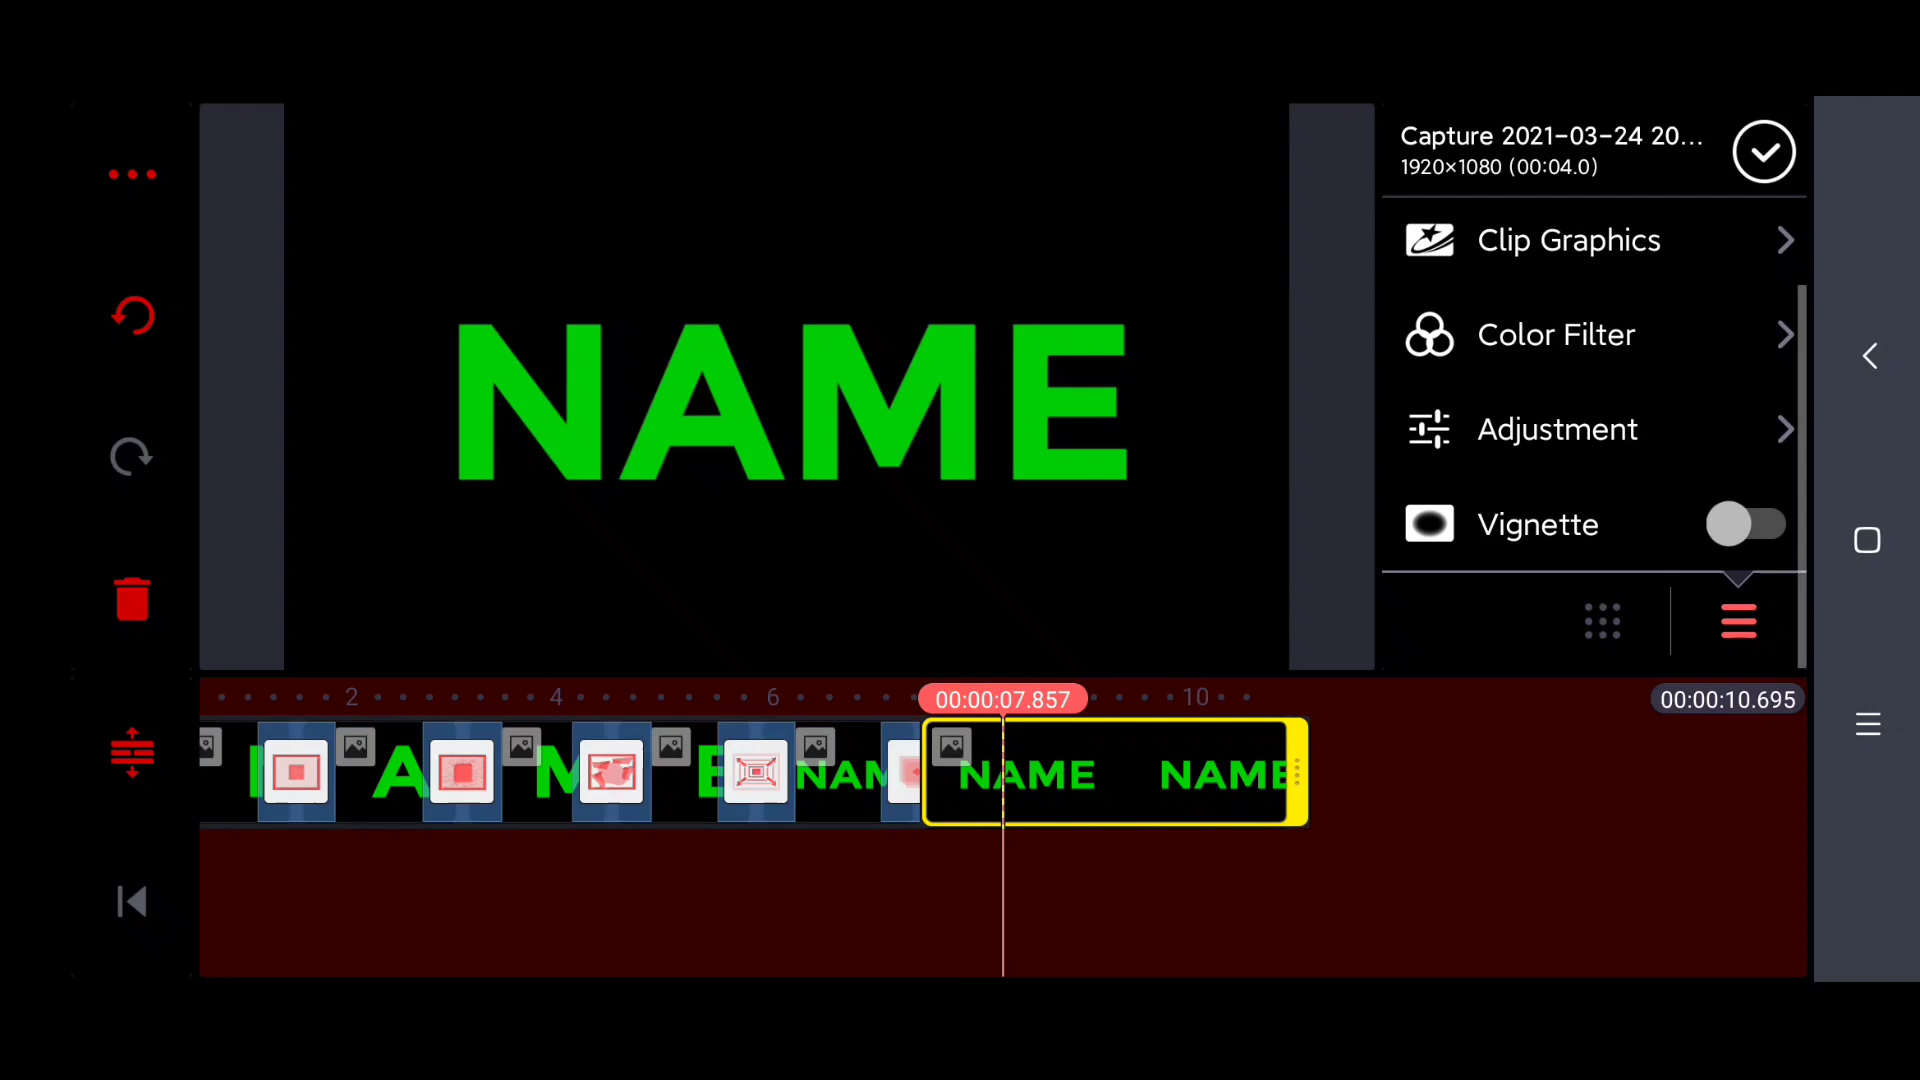 Capture 2021-03-24 20...
1920×1080 (00:04.0)
NAME
Clip Graphics
Color Filter
Adjustment
Vignette
2
4
6
00:00:07.857
10
00:00:10.695
A
M
E
NAM
NAME
NAME